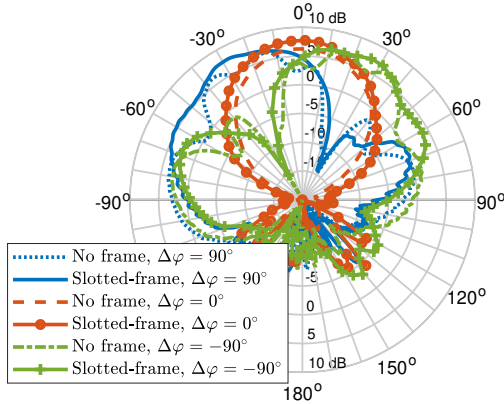 0° 10 dB
-30° 30°
5
0
-60° 60°
-5
-10
-1
-90° 90°
No frame, Δφ = 90°
Slotted-frame, Δφ = 90°
No frame, Δφ = 0°
Slotted-frame, Δφ = 0°
No frame, Δφ = −90°
Slotted-frame, Δφ = −90°
-5
0
120°
5
10 dB
150°
180°